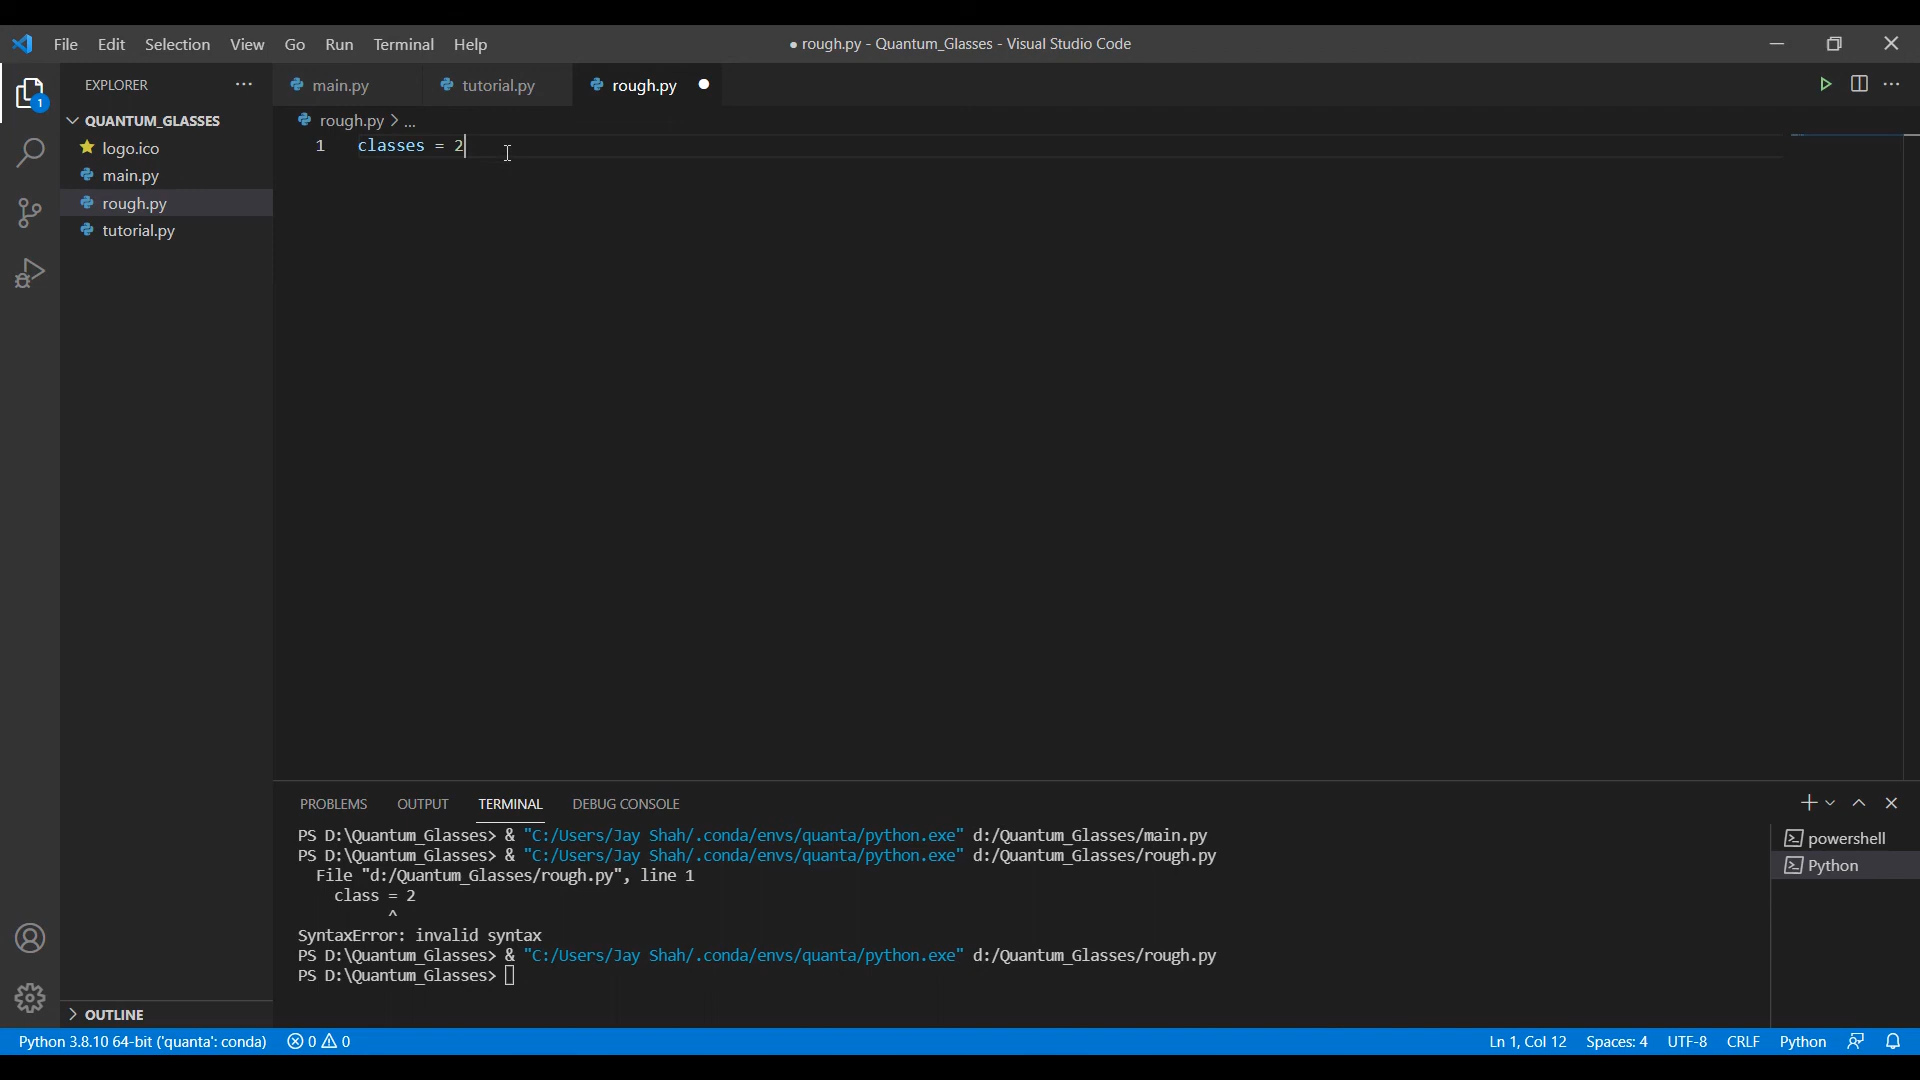 File Edit Selection View Go Run Terminal Help
● rough.py - Quantum_Glasses - Visual Studio Code
EXPLORER
main.py
tutorial.py
rough.py
1
QUANTUM_GLASSES
rough.py > ...
logo.ico
main.py
rough.py
tutorial.py
1 classes = 2
PROBLEMS OUTPUT TERMINAL DEBUG CONSOLE
PS D:\Quantum_Glasses> & "C:/Users/Jay Shah/.conda/envs/quanta/python.exe" d:/Quantum_Glasses/main.py
PS D:\Quantum_Glasses> & "C:/Users/Jay Shah/.conda/envs/quanta/python.exe" d:/Quantum_Glasses/rough.py
File "d:/Quantum_Glasses/rough.py", line 1
class = 2
^
SyntaxError: invalid syntax
PS D:\Quantum_Glasses> & "C:/Users/Jay Shah/.conda/envs/quanta/python.exe" d:/Quantum_Glasses/rough.py
PS D:\Quantum_Glasses>
powershell
Python
OUTLINE
Python 3.8.10 64-bit ('quanta': conda) 0 0 Ln 1, Col 12 Spaces: 4 UTF-8 CRLF Python